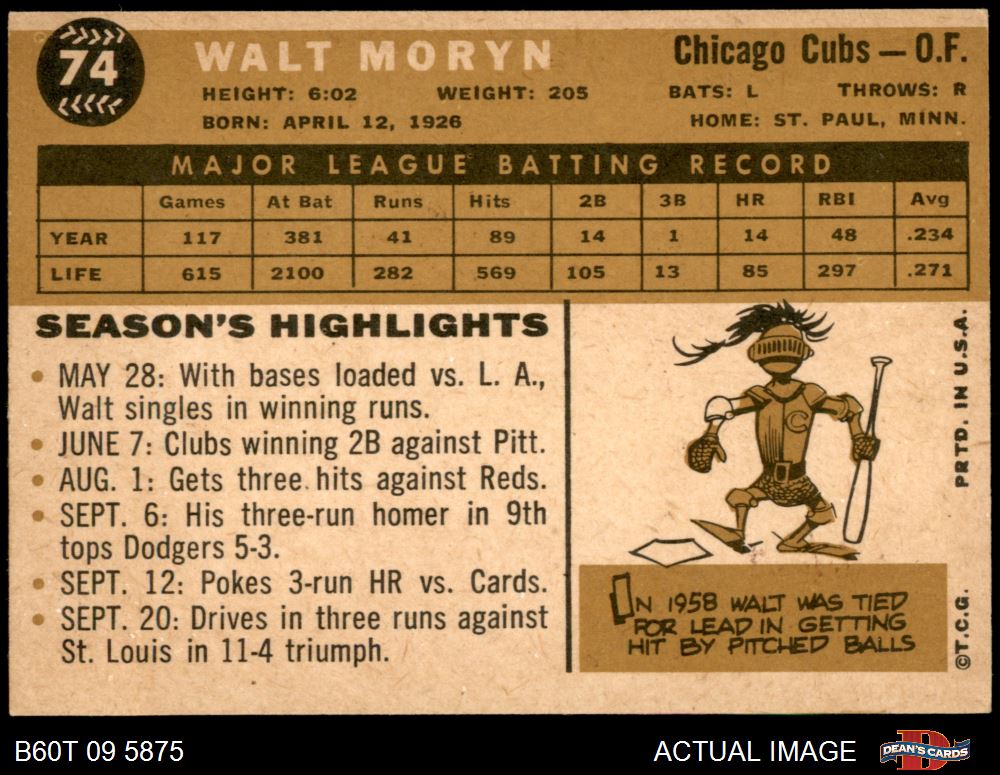 74
WALT MORYN
Chicago Cubs — O.F.
HEIGHT: 6:02 WEIGHT: 205 BATS: L THROWS: R
BORN: APRIL 12, 1926 HOME: ST. PAUL, MINN.
MAJOR LEAGUE BATTING RECORD
Games At Bat Runs Hits 2B 3B HR RBI Avg
YEAR 117 381 41 89 14 1 14 48 .234
LIFE 615 2100 282 569 105 13 85 297 .271
SEASON'S HIGHLIGHTS
• MAY 28: With bases loaded vs. L. A.,
Walt singles in winning runs.
• JUNE 7: Clubs winning 2B against Pitt.
• AUG. 1: Gets three hits against Reds.
• SEPT. 6: His three-run homer in 9th
tops Dodgers 5-3.
• SEPT. 12: Pokes 3-run HR vs. Cards.
• SEPT. 20: Drives in three runs against
St. Louis in 11-4 triumph.
C
IN 1958 WALT WAS TIED
FOR LEAD IN GETTING
HIT BY PITCHED BALLS
PRTD. IN U.S.A.
©T.C.G.
B60T 09 5875
ACTUAL IMAGE
D
DEAN'S CARDS